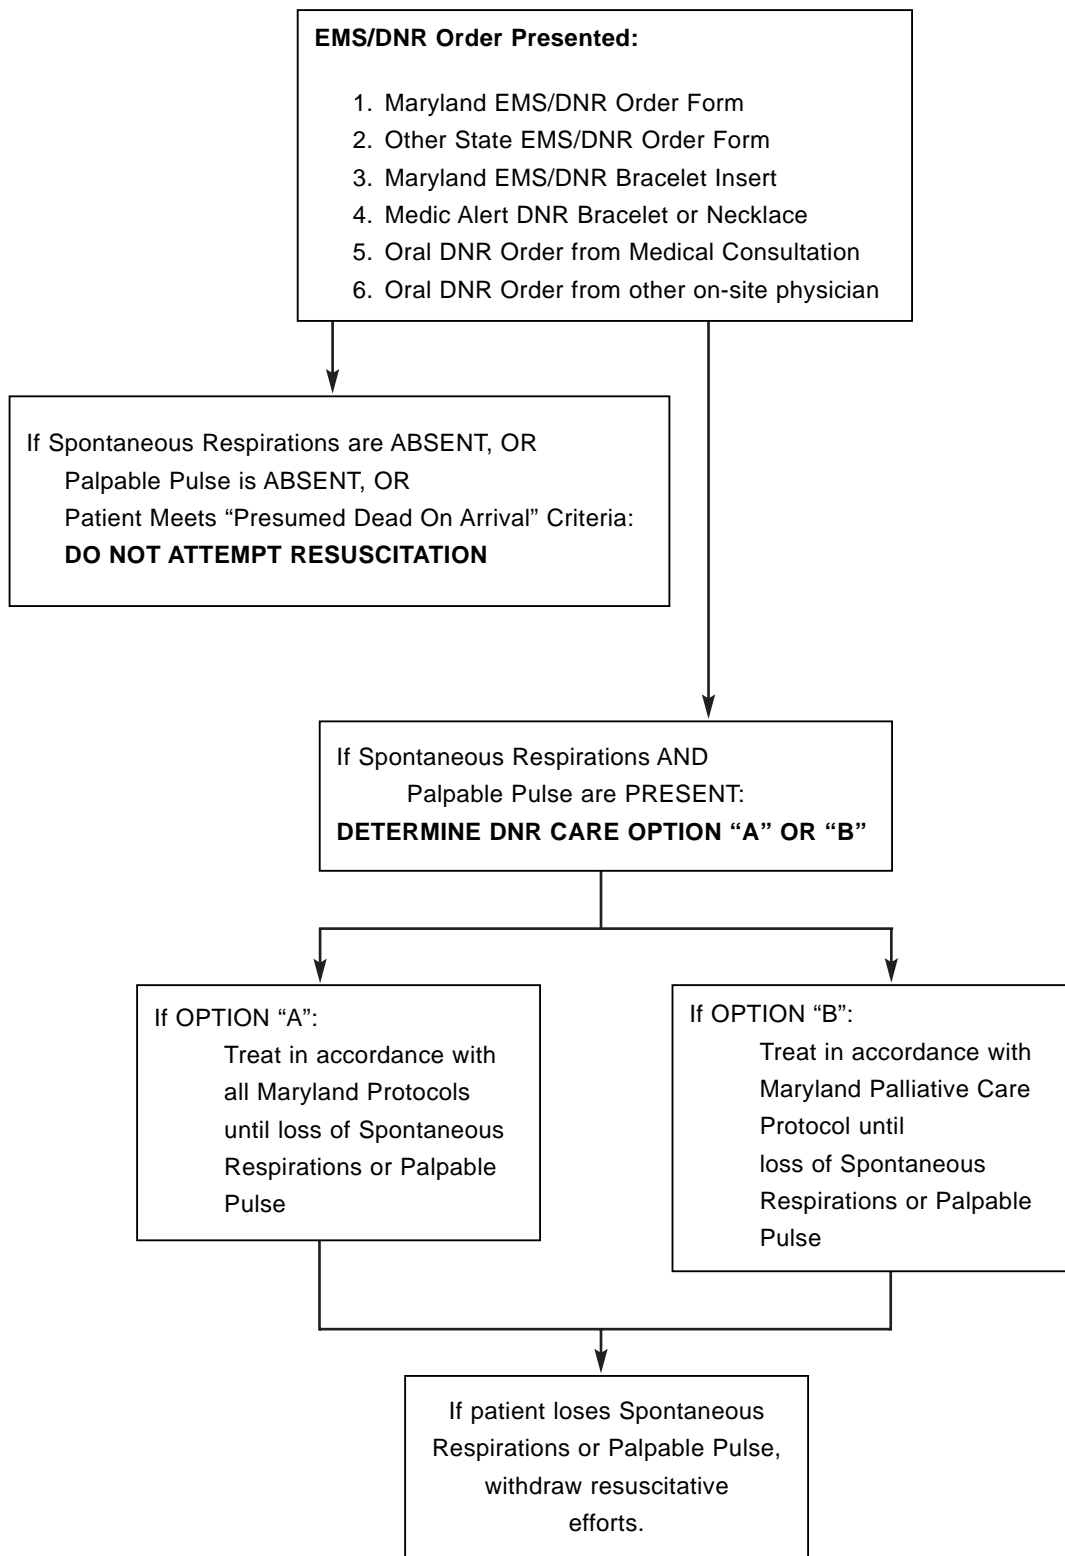 EMS/DNR Order Presented:
1. Maryland EMS/DNR Order Form
2. Other State EMS/DNR Order Form
3. Maryland EMS/DNR Bracelet Insert
4. Medic Alert DNR Bracelet or Necklace
5. Oral DNR Order from Medical Consultation
6. Oral DNR Order from other on-site physician
If Spontaneous Respirations are ABSENT, OR
Palpable Pulse is ABSENT, OR
Patient Meets “Presumed Dead On Arrival” Criteria:
DO NOT ATTEMPT RESUSCITATION
If Spontaneous Respirations AND
Palpable Pulse are PRESENT:
DETERMINE DNR CARE OPTION “A” OR “B”
If OPTION “A”:
Treat in accordance with
all Maryland Protocols
until loss of Spontaneous
Respirations or Palpable
Pulse
If OPTION “B”:
Treat in accordance with
Maryland Palliative Care
Protocol until
loss of Spontaneous
Respirations or Palpable
Pulse
If patient loses Spontaneous
Respirations or Palpable Pulse,
withdraw resuscitative
efforts.